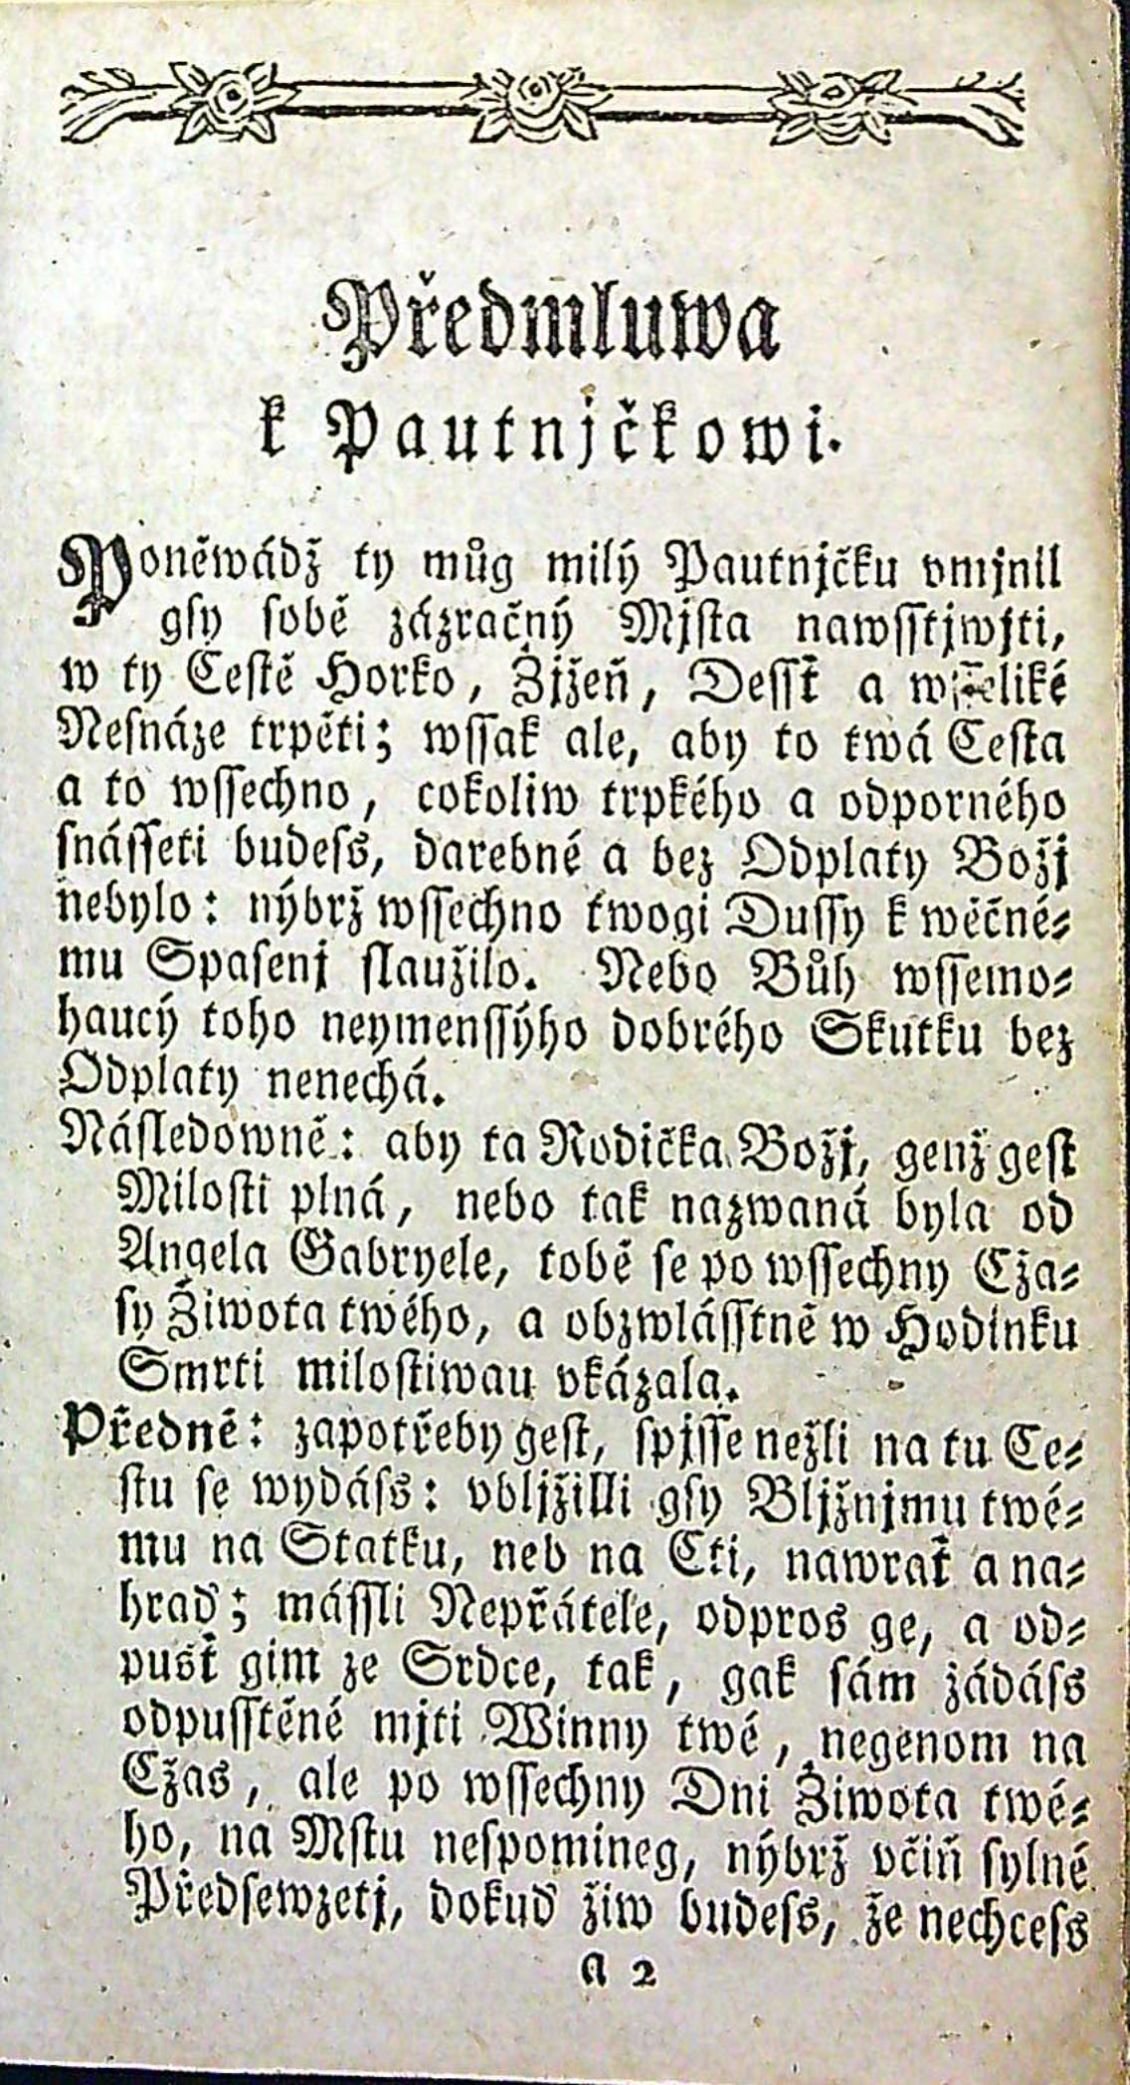 Předmluwa
k Pautnjčkowi.
Poněwádž ty můg milý Pautnjčku vmjnil
gsy sobě zázračný Mjsta nawsstjwjti,
w ty Cestě Horko, Žjžeň, Dessť a wsseliké
Nesnáze trpěti; wssak ale, aby to twá Cesta
a to wssechno, cokoliw trpkého a odporného
snásseti budess, darebné a bez Odplaty Božj
nebylo: nýbrž wssechno twogi Dussy k wěčné-
mu Spasenj slaužilo. Nebo Bůh wssemo-
haucý toho neymenssýho dobrého Skutku bez
Odplaty nenechá.
Následowně: aby ta Rodička Božj, genž gest
Milosti plná, nebo tak nazwaná byla od
Angela Gabryele, tobě se po wssechny Cža-
sy Žiwota twého, a obzwlásstně w Hodinku
Smrti milostiwau vkázala.
Předně: zapotřeby gest, spjsse nežli na tu Ce-
stu se wydáss: vbljžilli gsy Bljžnjmu twé-
mu na Statku, neb na Cti, nawrať a na-
hraď; mássli Nepřátele, odpros ge, a od-
pusť gim ze Srdce, tak, gak sám žádáss
odpusstěné mjti Winny twé, negenom na
Cžas, ale po wssechny Dni Žiwota twé-
ho, na Mstu nespomineg, nýbrž včiň sylné
Předsewzetj, dokuď žiw budess, že nechcess
a 2